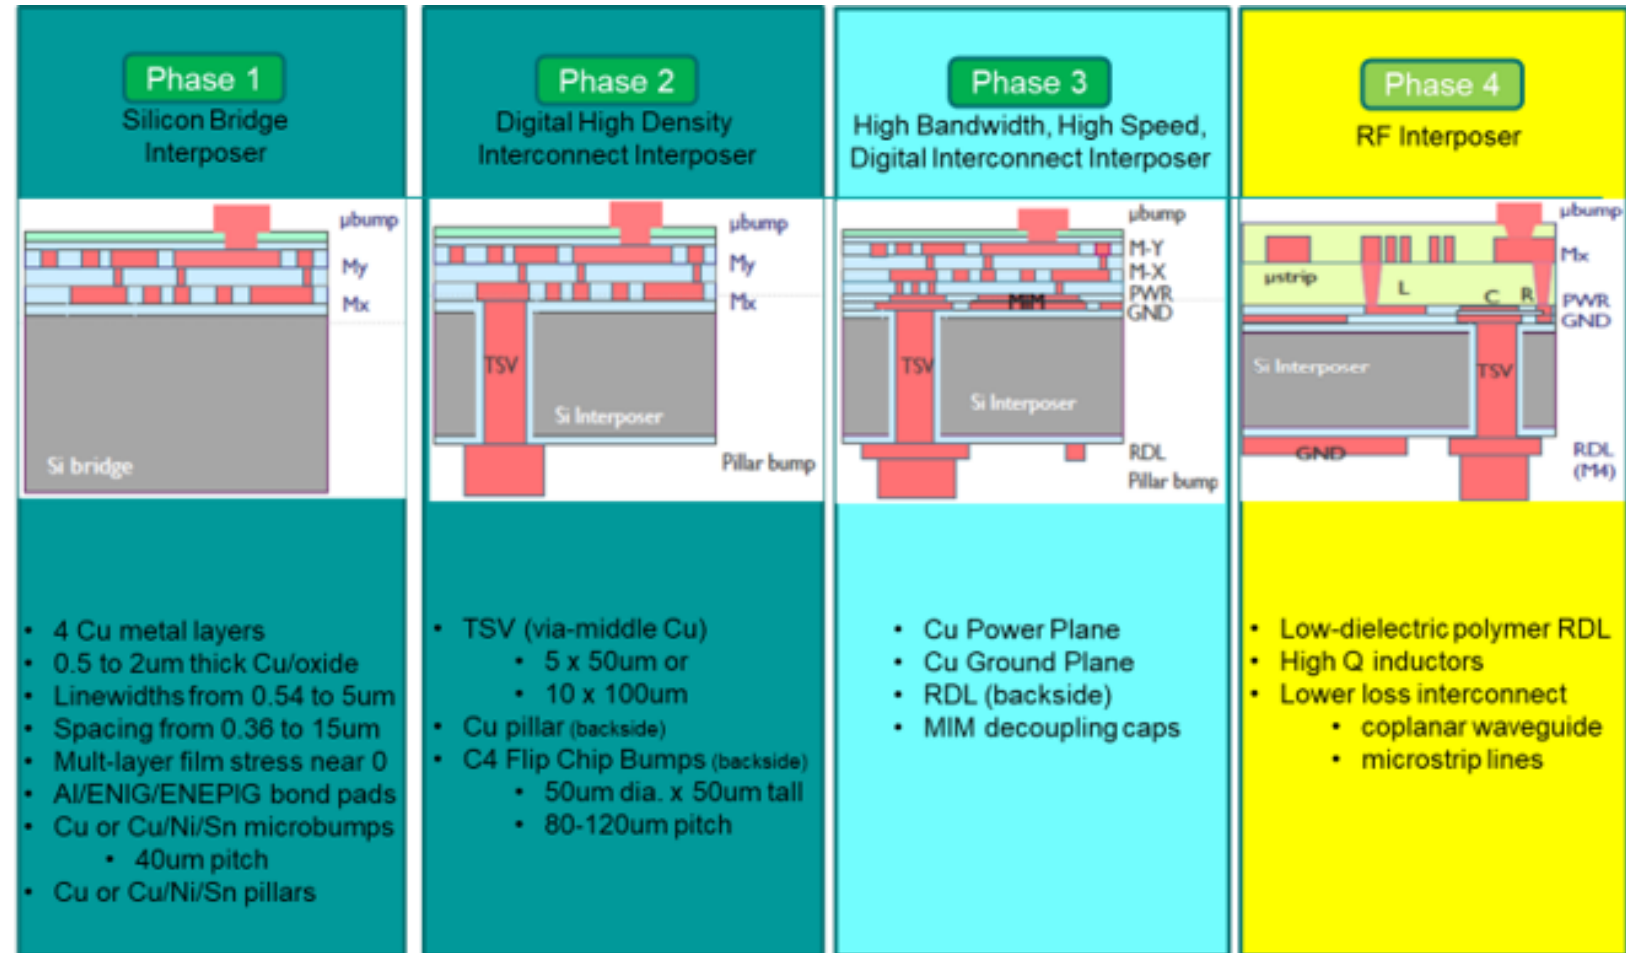 Phase 1
Silicon Bridge
Interposer
µbump
My
Mx
Si bridge
• 4 Cu metal layers
• 0.5 to 2um thick Cu/oxide
• Linewidths from 0.54 to 5um
• Spacing from 0.36 to 15um
• Mult-layer film stress near 0
• Al/ENIG/ENEPIG bond pads
• Cu or Cu/Ni/Sn microbumps
• 40um pitch
• Cu or Cu/Ni/Sn pillars
Phase 2
Digital High Density
Interconnect Interposer
µbump
My
Mx
TSV
Si Interposer
Pillar bump
• TSV (via-middle Cu)
• 5 x 50um or
• 10 x 100um
• Cu pillar (backside)
• C4 Flip Chip Bumps (backside)
• 50um dia. x 50um tall
• 80-120um pitch
Phase 3
High Bandwidth, High Speed,
Digital Interconnect Interposer
µbump
M-Y
M-X
PWR
MIM
GND
TSV
Si Interposer
RDL
Pillar bump
• Cu Power Plane
• Cu Ground Plane
• RDL (backside)
• MIM decoupling caps
Phase 4
RF Interposer
µbump
Mx
µstrip
L
C
R
PWR
GND
Si Interposer
TSV
GND
RDL
(M4)
• Low-dielectric polymer RDL
• High Q inductors
• Lower loss interconnect
• coplanar waveguide
• microstrip lines